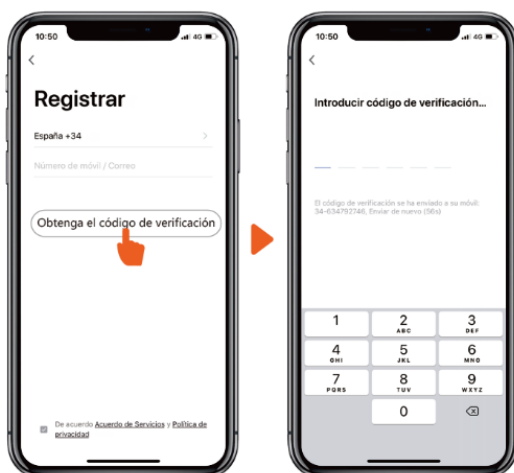 10:50
4G
Registrar
España +34
Número de móvil / Correo
Obtenga el código de verificación
De acuerdo Acuerdo de Servicios y Política de
privacidad
10:50
4G
Introducir código de verificación...
El código de verificación se ha enviado a su móvil:
34-634792746, Enviar de nuevo (56s)
1
2
3
ABC
DEF
4
5
6
GHI
JKL
MNO
7
8
9
PQRS
TUV
WXYZ
0